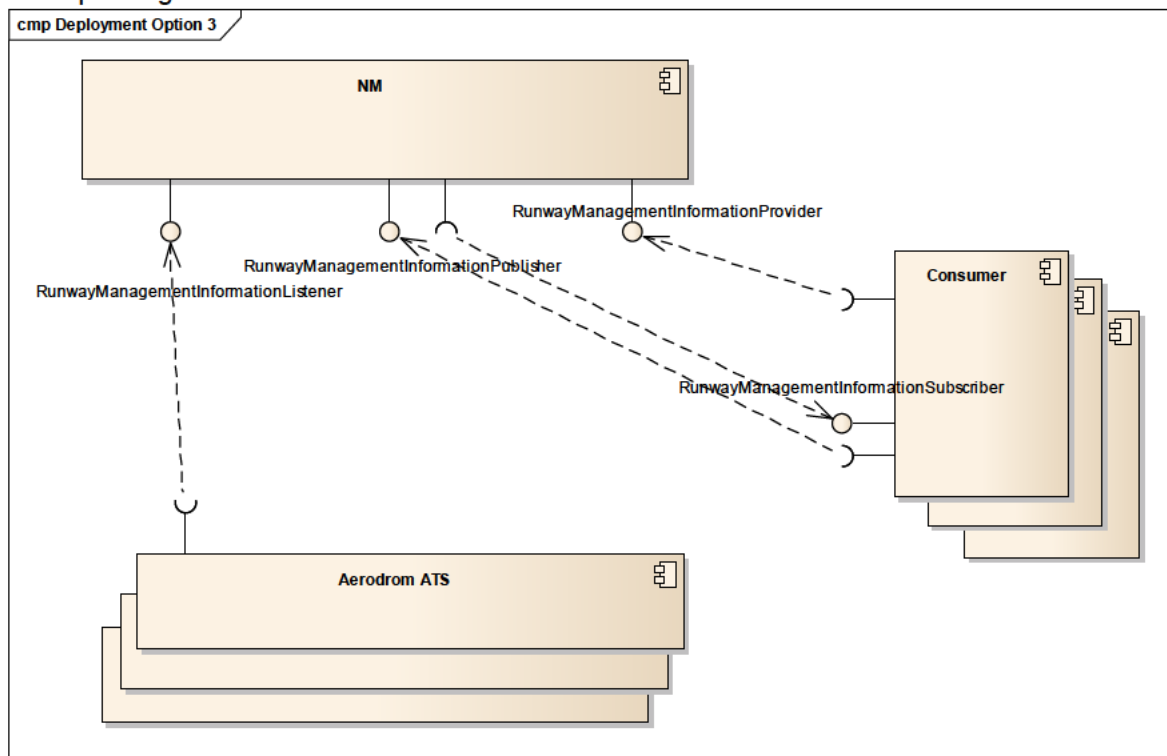 cmp Deployment Option 3
NM
RunwayManagementInformationProvider
RunwayManagementInformationPublisher
RunwayManagementInformationListener
Consumer
RunwayManagementInformationSubscriber
Aerodrom ATS